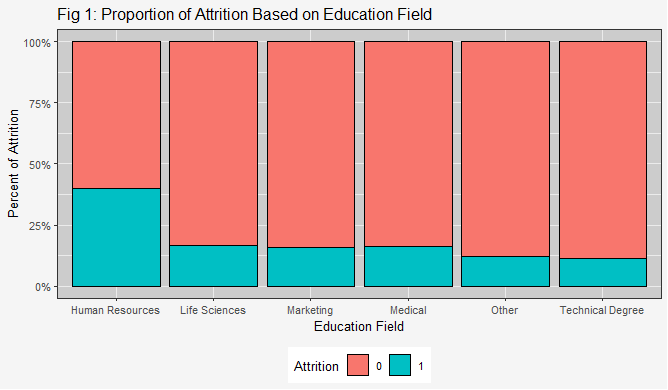 Fig 1: Proportion of Attrition Based on Education Field
100%
75%
50%
25%
0%
Percent of Attrition
Human Resources Life Sciences Marketing Medical Other Technical Degree
Education Field
Attrition 0 1